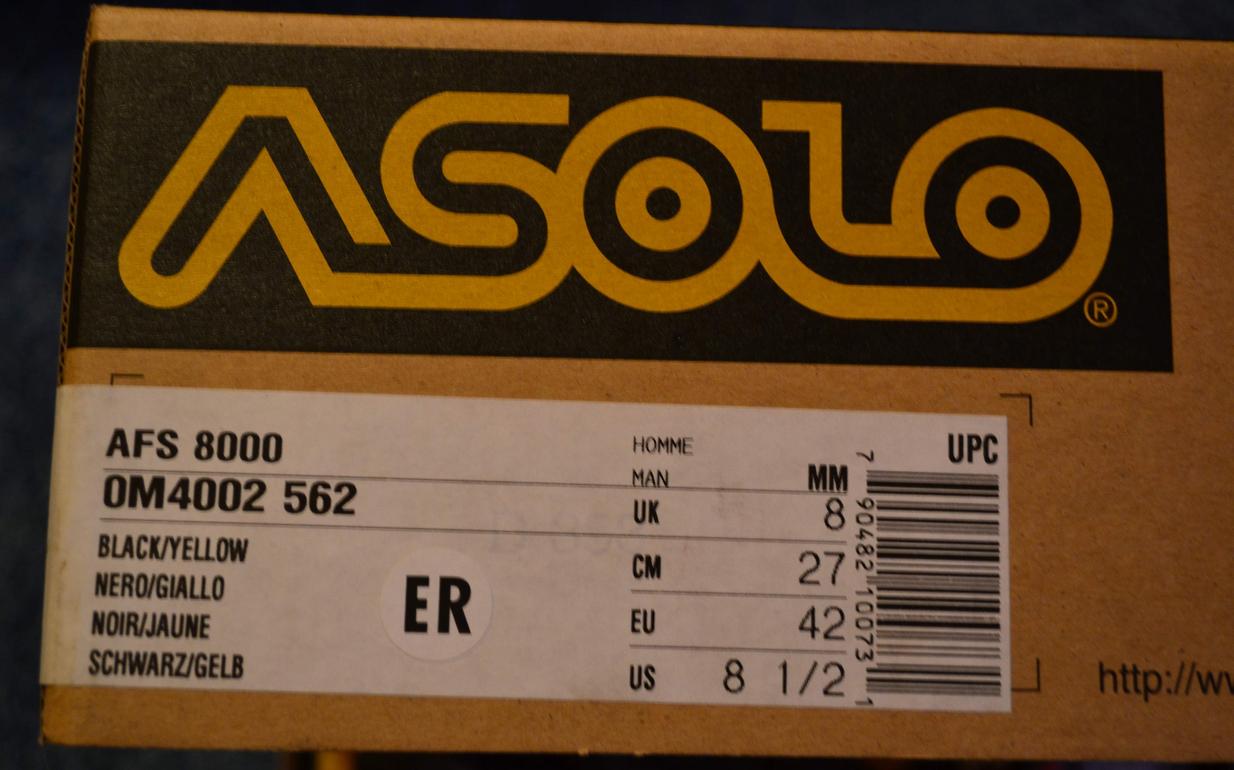 ASOLO®
AFS 8000
0M4002 562
BLACK/YELLOW
NERO/GIALLO
NOIR/JAUNE
SCHWARZ/GELB
ER
HOMME
MAN MM
UK 8
CM 27
EU 42
US 8 1/2
UPC
7 90482 10073 1
http://w